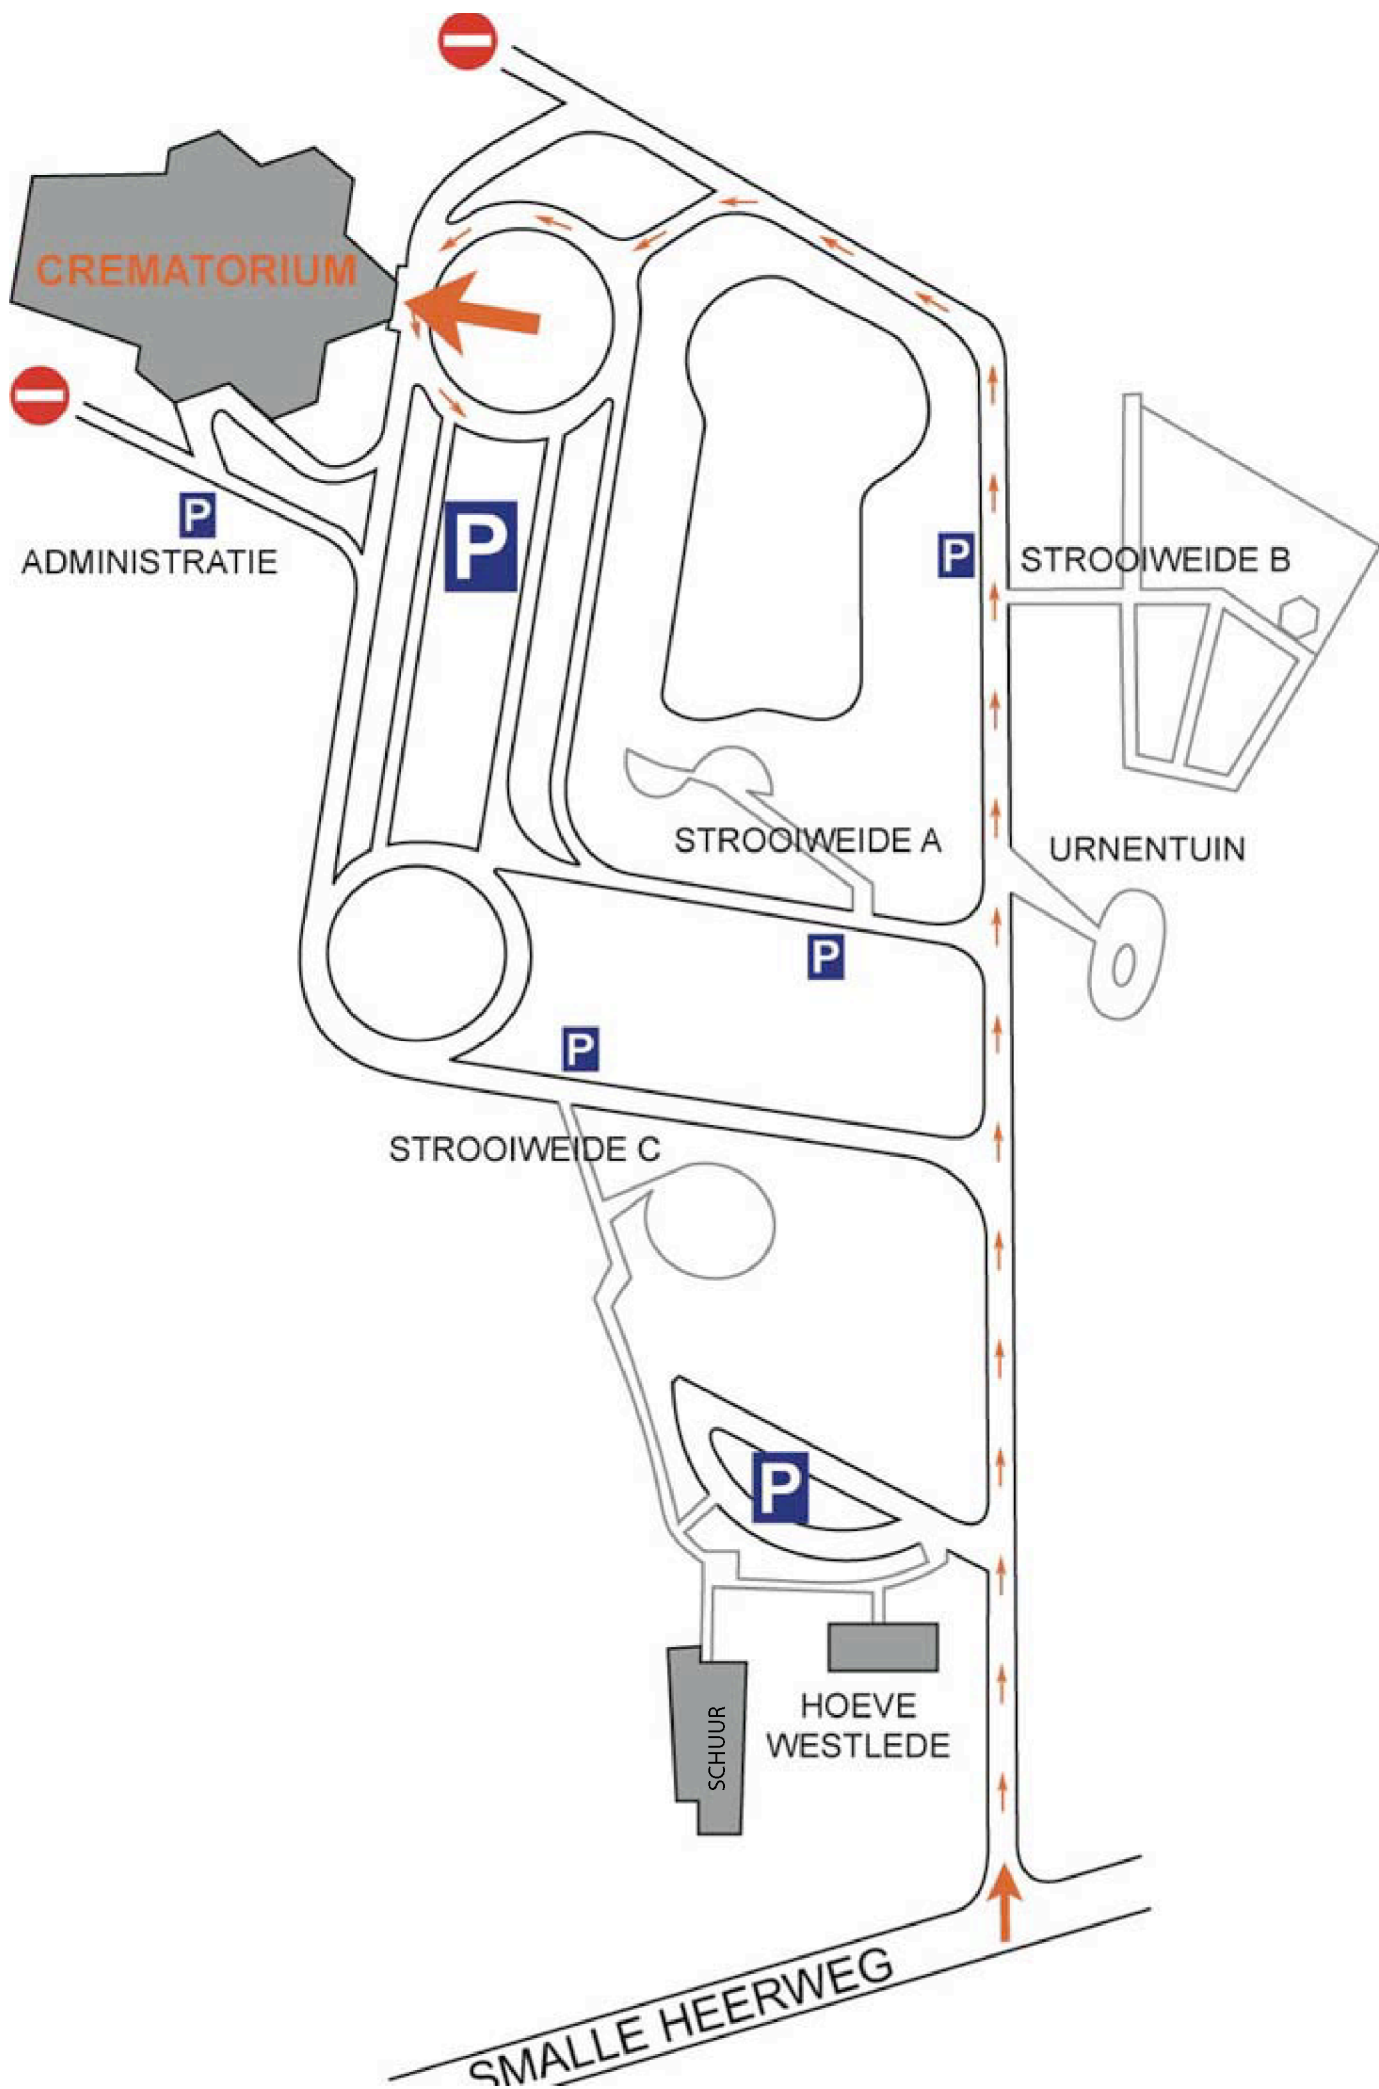 CREMATORIUM
P
ADMINISTRATIE
P
P
STROOIWEIDE B
STROOIWEIDE A
URNENTUIN
P
P
STROOIWEIDE C
P
SCHUUR
HOEVE
WESTLEDE
SMALLE HEERWEG